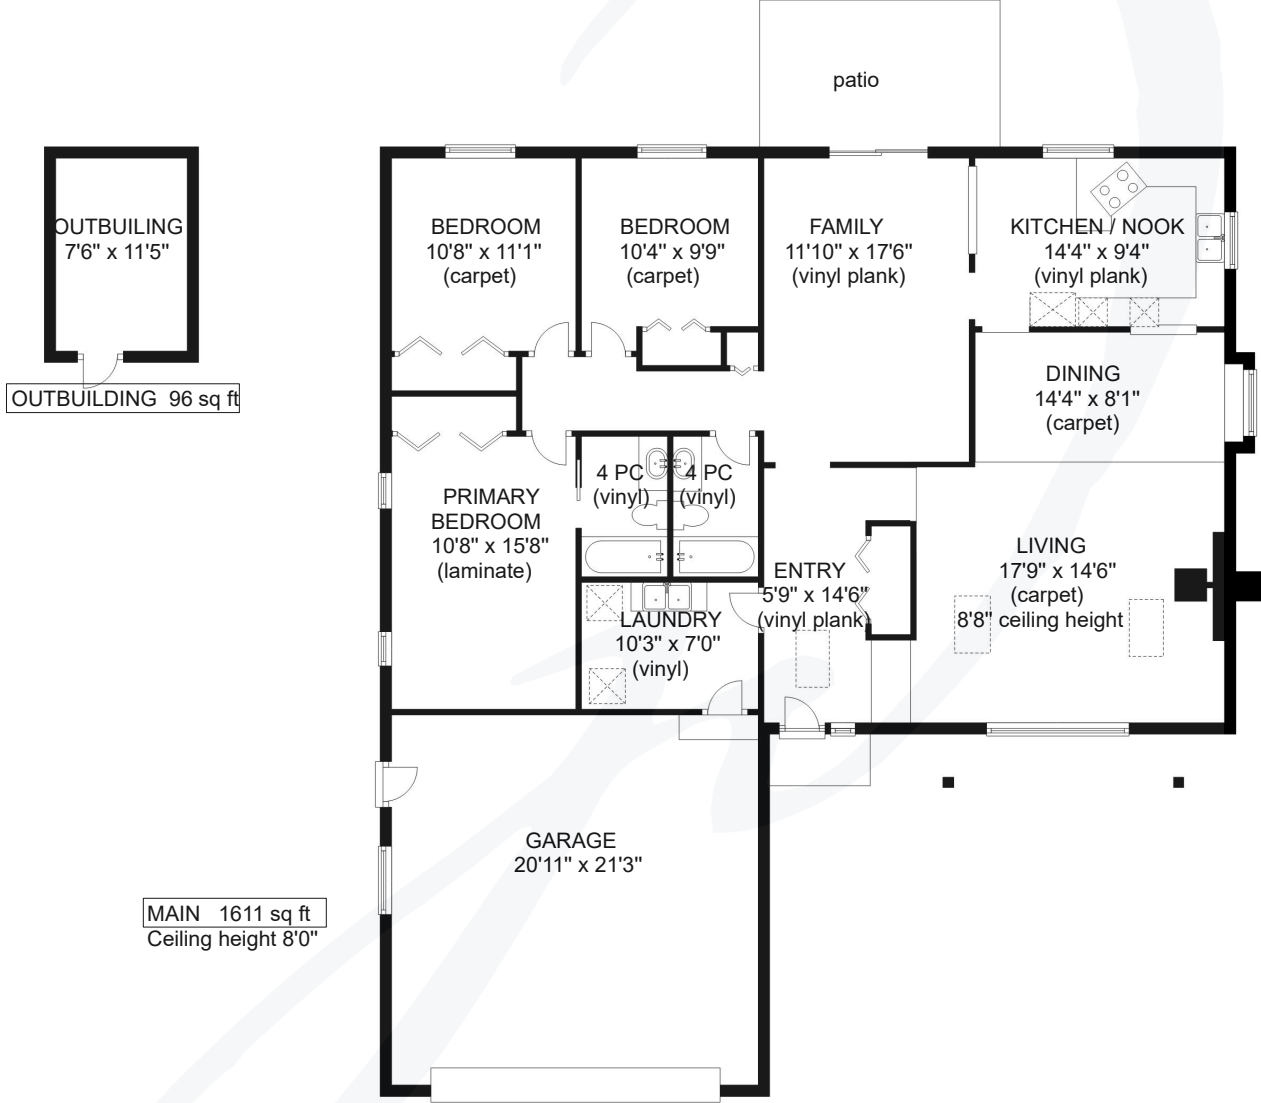 patio
OUTBUILING
7'6" x 11'5"
OUTBUILDING 96 sq ft
BEDROOM
10'8" x 11'1"
(carpet)
BEDROOM
10'4" x 9'9"
(carpet)
FAMILY
11'10" x 17'6"
(vinyl plank)
KITCHEN / NOOK
14'4" x 9'4"
(vinyl plank)
DINING
14'4" x 8'1"
(carpet)
PRIMARY
BEDROOM
10'8" x 15'8"
(laminate)
4 PC
(vinyl)
4 PC
(vinyl)
ENTRY
5'9" x 14'6"
(vinyl plank)
LIVING
17'9" x 14'6"
(carpet)
8'8" ceiling height
LAUNDRY
10'3" x 7'0"
(vinyl)
GARAGE
20'11" x 21'3"
MAIN 1611 sq ft
Ceiling height 8'0"